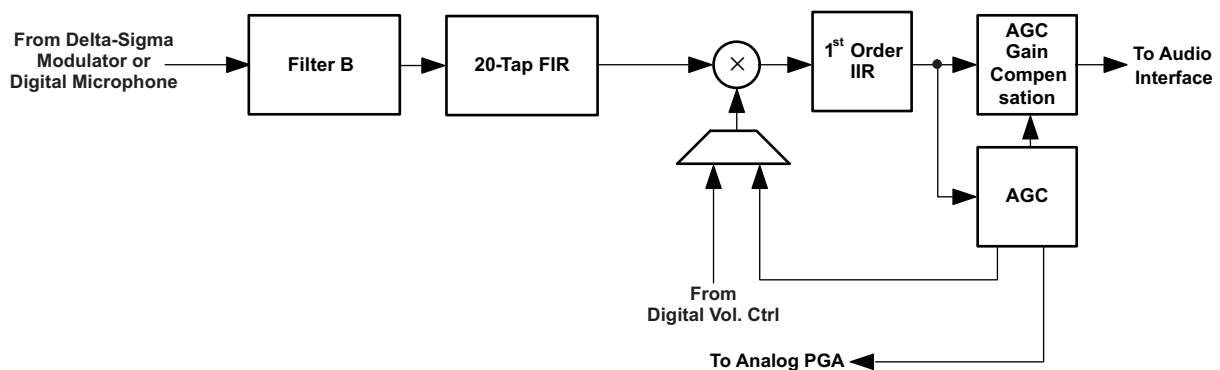 From Delta-Sigma
Modulator or
Digital Microphone
Filter B
20-Tap FIR
×
1st Order
IIR
AGC
Gain
Compen
sation
To Audio
Interface
AGC
From
Digital Vol. Ctrl
To Analog PGA